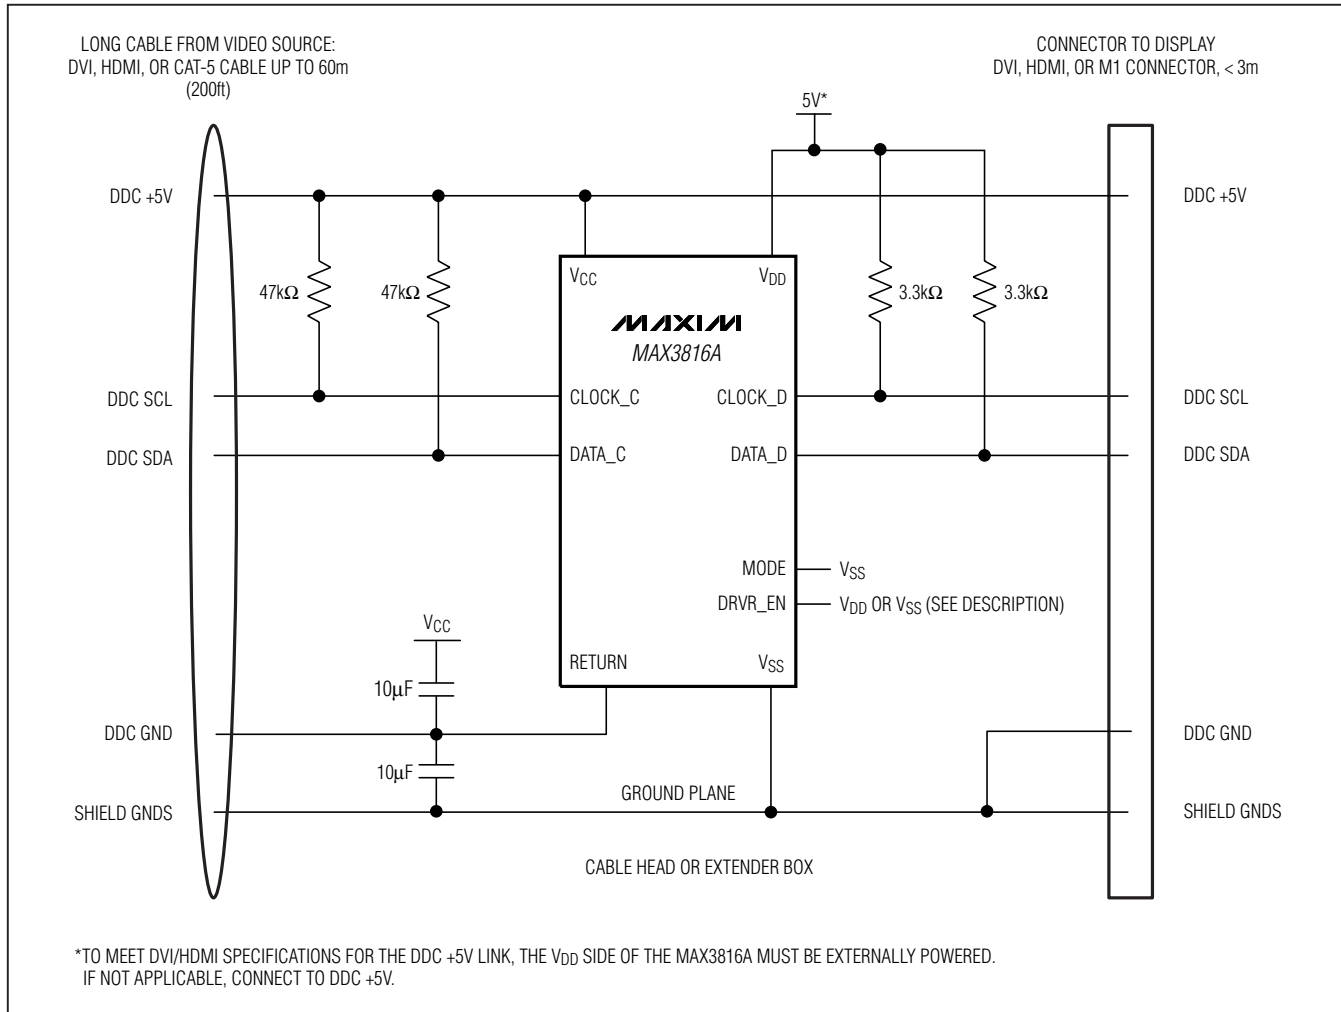 LONG CABLE FROM VIDEO SOURCE:
DVI, HDMI, OR CAT-5 CABLE UP TO 60m
(200ft)
CONNECTOR TO DISPLAY
DVI, HDMI, OR M1 CONNECTOR, < 3m
5V*
DDC +5V
DDC +5V
VCC
VDD
47kΩ
47kΩ
3.3kΩ
3.3kΩ
MAXIM
MAX3816A
DDC SCL
CLOCK_C
CLOCK_D
DDC SCL
DDC SDA
DATA_C
DATA_D
DDC SDA
MODE
VSS
DRVR_EN
VDD OR VSS (SEE DESCRIPTION)
VCC
RETURN
VSS
10μF
DDC GND
DDC GND
10μF
GROUND PLANE
SHIELD GNDS
SHIELD GNDS
CABLE HEAD OR EXTENDER BOX
*TO MEET DVI/HDMI SPECIFICATIONS FOR THE DDC +5V LINK, THE VDD SIDE OF THE MAX3816A MUST BE EXTERNALLY POWERED.
IF NOT APPLICABLE, CONNECT TO DDC +5V.